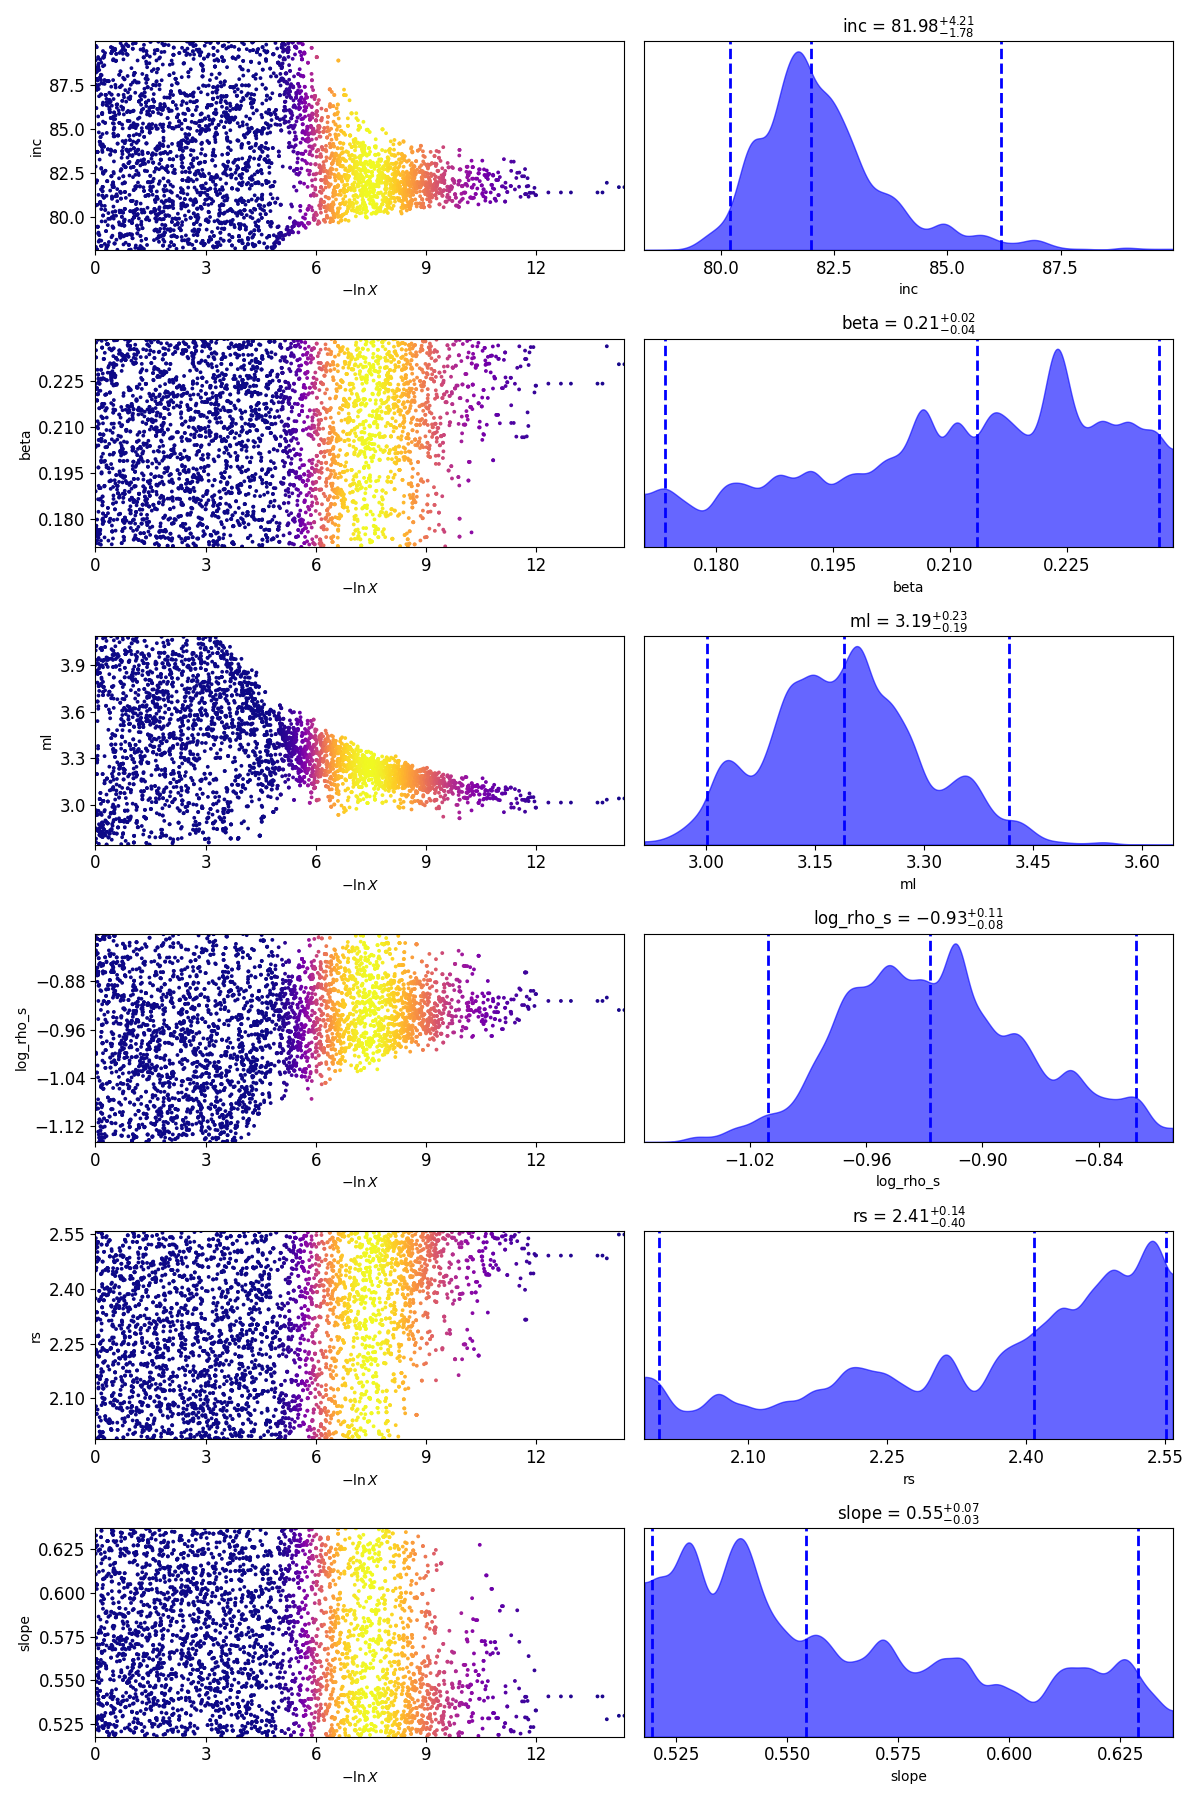 inc = 81.98+4.21−1.78
87.5
85.0
82.5
80.0
inc
0 3 6 9 12
−ln X
80.0 82.5 85.0 87.5
inc
beta = 0.21+0.02−0.04
0.225
0.210
0.195
0.180
beta
0 3 6 9 12
−ln X
0.180 0.195 0.210 0.225
beta
ml = 3.19+0.23−0.19
3.9
3.6
3.3
3.0
ml
0 3 6 9 12
−ln X
3.00 3.15 3.30 3.45 3.60
ml
log_rho_s = −0.93+0.11−0.08
−0.88
−0.96
−1.04
−1.12
log_rho_s
0 3 6 9 12
−ln X
−1.02 −0.96 −0.90 −0.84
log_rho_s
rs = 2.41+0.14−0.40
2.55
2.40
2.25
2.10
rs
0 3 6 9 12
−ln X
2.10 2.25 2.40 2.55
rs
slope = 0.55+0.07−0.03
0.625
0.600
0.575
0.550
0.525
slope
0 3 6 9 12
−ln X
0.525 0.550 0.575 0.600 0.625
slope